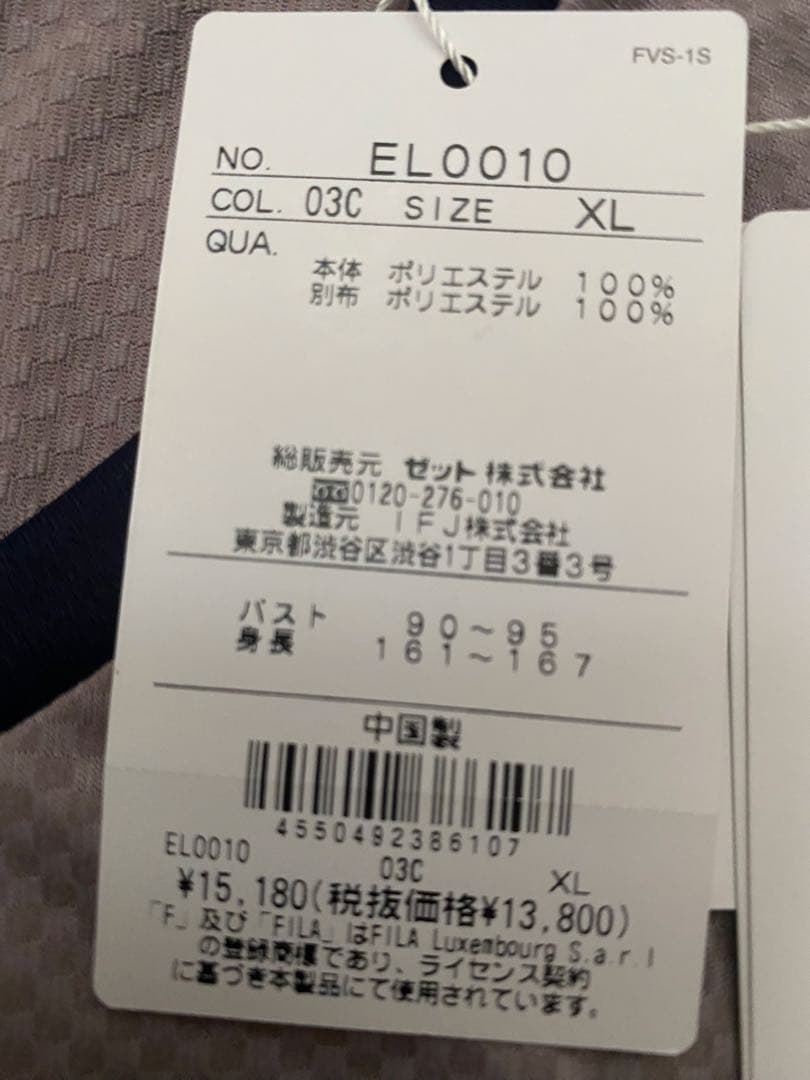 FVS-1S
NO. EL0010
COL. 03C SIZE XL
QUA.
本体 ポリエステル 100%
別布 ポリエステル 100%
総販売元 ゼット株式会社
0120-276-010
製造元 IFJ株式会社
東京都渋谷区渋谷1丁目3番3号
バスト 90~95
身長 161~167
中国製
4550492386107
EL0010 03C XL
¥15,180(税抜価格¥13,800)
「F」及び「FILA」はFILA Luxembourg S.a.r.l
の登録商標であり、ライセンス契約
に基づき本製品にて使用されています。